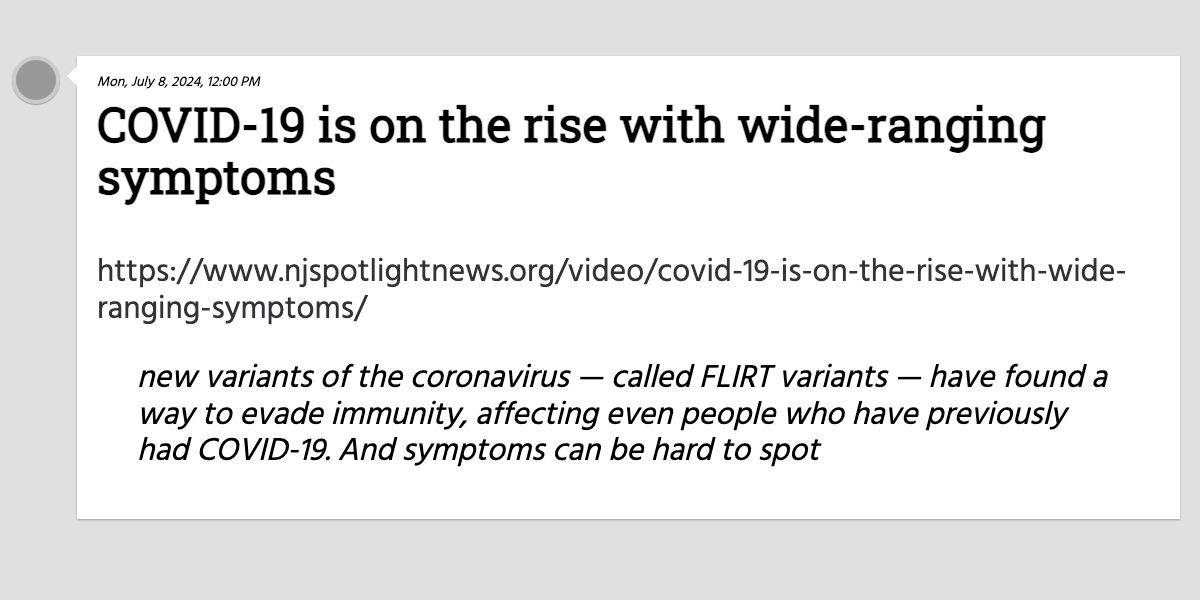 Mon, July 8, 2024, 12:00 PM
COVID-19 is on the rise with wide-ranging
symptoms
https://www.njspotlightnews.org/video/covid-19-is-on-the-rise-with-wide-
ranging-symptoms/
new variants of the coronavirus — called FLIRT variants — have found a
way to evade immunity, affecting even people who have previously
had COVID-19. And symptoms can be hard to spot